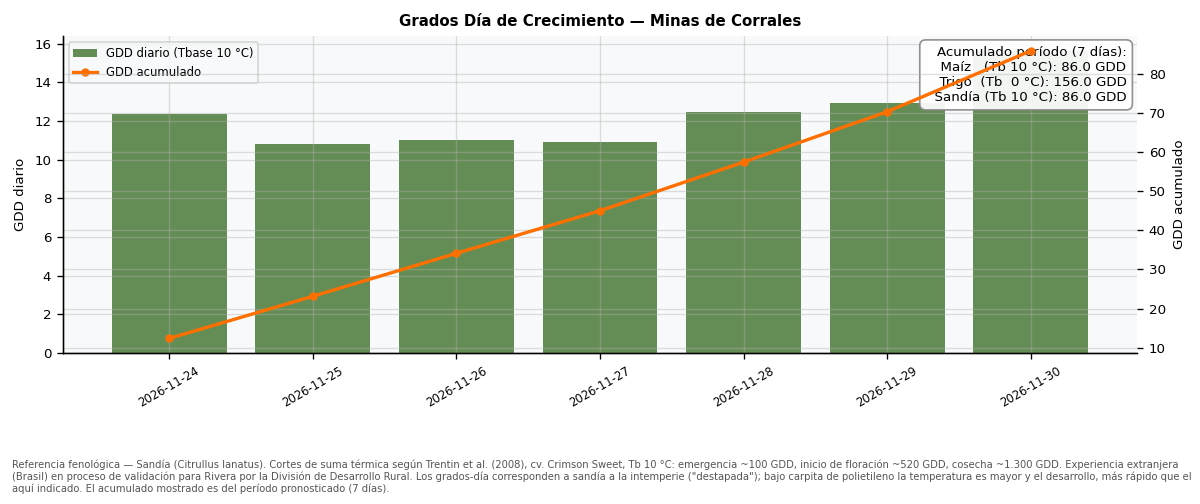 Grados Día de Crecimiento — Minas de Corrales
GDD diario (Tbase 10 °C)
GDD acumulado
Acumulado período (7 días):
Maíz (Tb 10 °C): 86.0 GDD
Trigo (Tb 0 °C): 156.0 GDD
Sandía (Tb 10 °C): 86.0 GDD
GDD diario
16
14
12
10
8
6
4
2
0
GDD acumulado
80
70
60
50
40
30
20
10
2026-11-24
2026-11-25
2026-11-26
2026-11-27
2026-11-28
2026-11-29
2026-11-30
Referencia fenológica — Sandía (Citrullus lanatus). Cortes de suma térmica según Trentin et al. (2008), cv. Crimson Sweet, Tb 10 °C: emergencia ~100 GDD, inicio de floración ~520 GDD, cosecha ~1.300 GDD. Experiencia extranjera
(Brasil) en proceso de validación para Rivera por la División de Desarrollo Rural. Los grados-día corresponden a sandía a la intemperie ("destapada"); bajo carpita de polietileno la temperatura es mayor y el desarrollo, más rápido que el
aquí indicado. El acumulado mostrado es del período pronosticado (7 días).